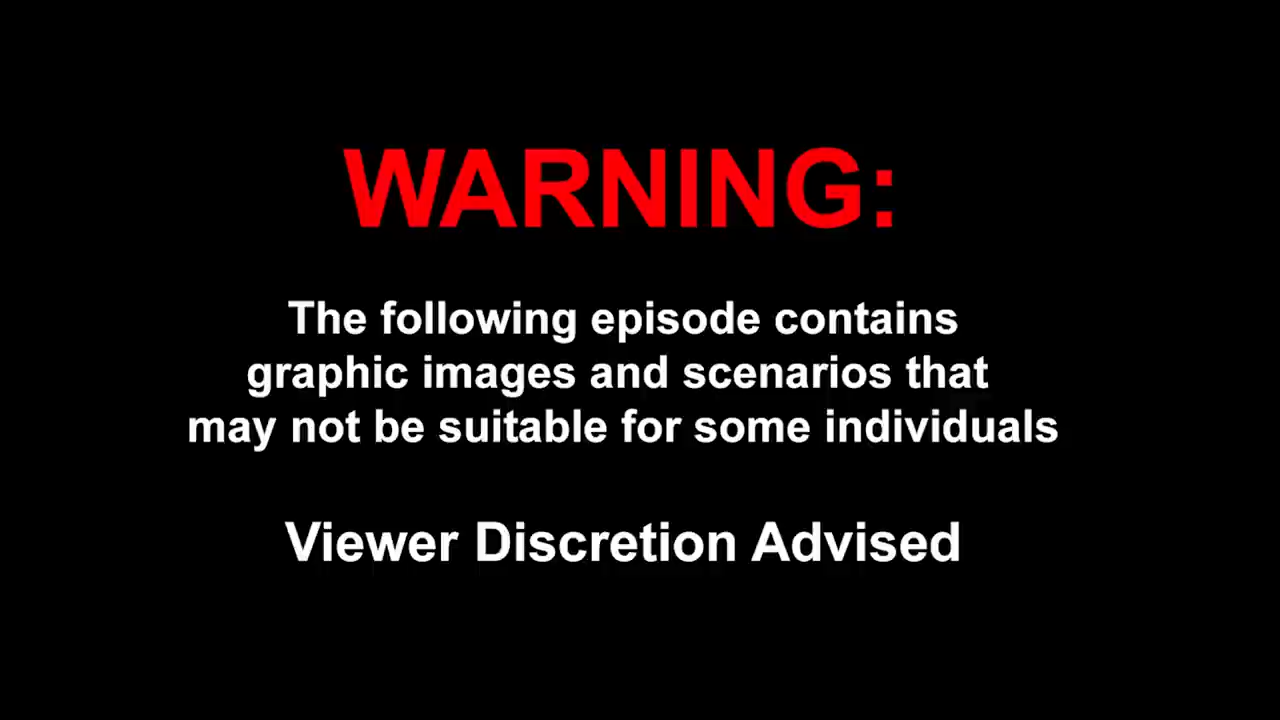 WARNING:
The following episode contains
graphic images and scenarios that
may not be suitable for some individuals
Viewer Discretion Advised